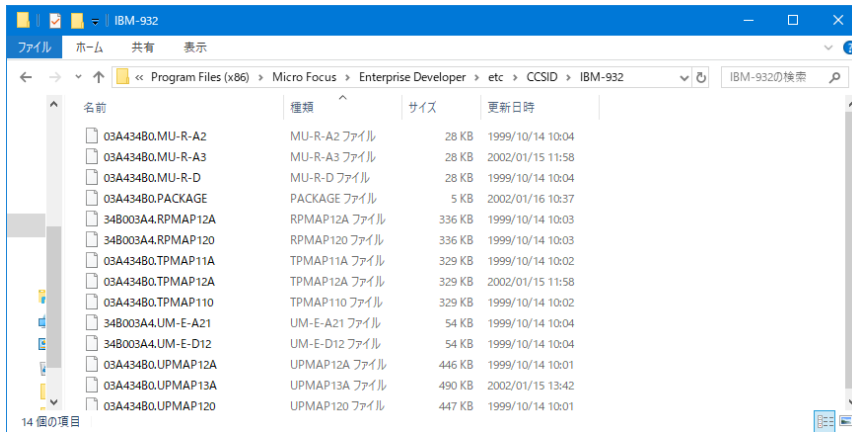 IBM-932
ファイル ホーム 共有 表示
« Program Files (x86) › Micro Focus › Enterprise Developer › etc › CCSID › IBM-932 IBM-932の検索
名前 種類 サイズ 更新日時
03A434B0.MU-R-A2 MU-R-A2 ファイル 28 KB 1999/10/14 10:04
03A434B0.MU-R-A3 MU-R-A3 ファイル 28 KB 2002/01/15 11:58
03A434B0.MU-R-D MU-R-D ファイル 28 KB 1999/10/14 10:04
03A434B0.PACKAGE PACKAGE ファイル 5 KB 2002/01/16 10:37
34B003A4.RPMAP12A RPMAP12A ファイル 336 KB 1999/10/14 10:03
34B003A4.RPMAP120 RPMAP120 ファイル 336 KB 1999/10/14 10:03
03A434B0.TPMAP11A TPMAP11A ファイル 329 KB 1999/10/14 10:02
03A434B0.TPMAP12A TPMAP12A ファイル 329 KB 2002/01/15 11:58
03A434B0.TPMAP110 TPMAP110 ファイル 329 KB 1999/10/14 10:02
34B003A4.UM-E-A21 UM-E-A21 ファイル 54 KB 1999/10/14 10:04
34B003A4.UM-E-D12 UM-E-D12 ファイル 54 KB 1999/10/14 10:04
03A434B0.UPMAP12A UPMAP12A ファイル 446 KB 1999/10/14 10:01
03A434B0.UPMAP13A UPMAP13A ファイル 490 KB 2002/01/15 13:42
03A434B0.UPMAP120 UPMAP120 ファイル 447 KB 1999/10/14 10:01
14 個の項目